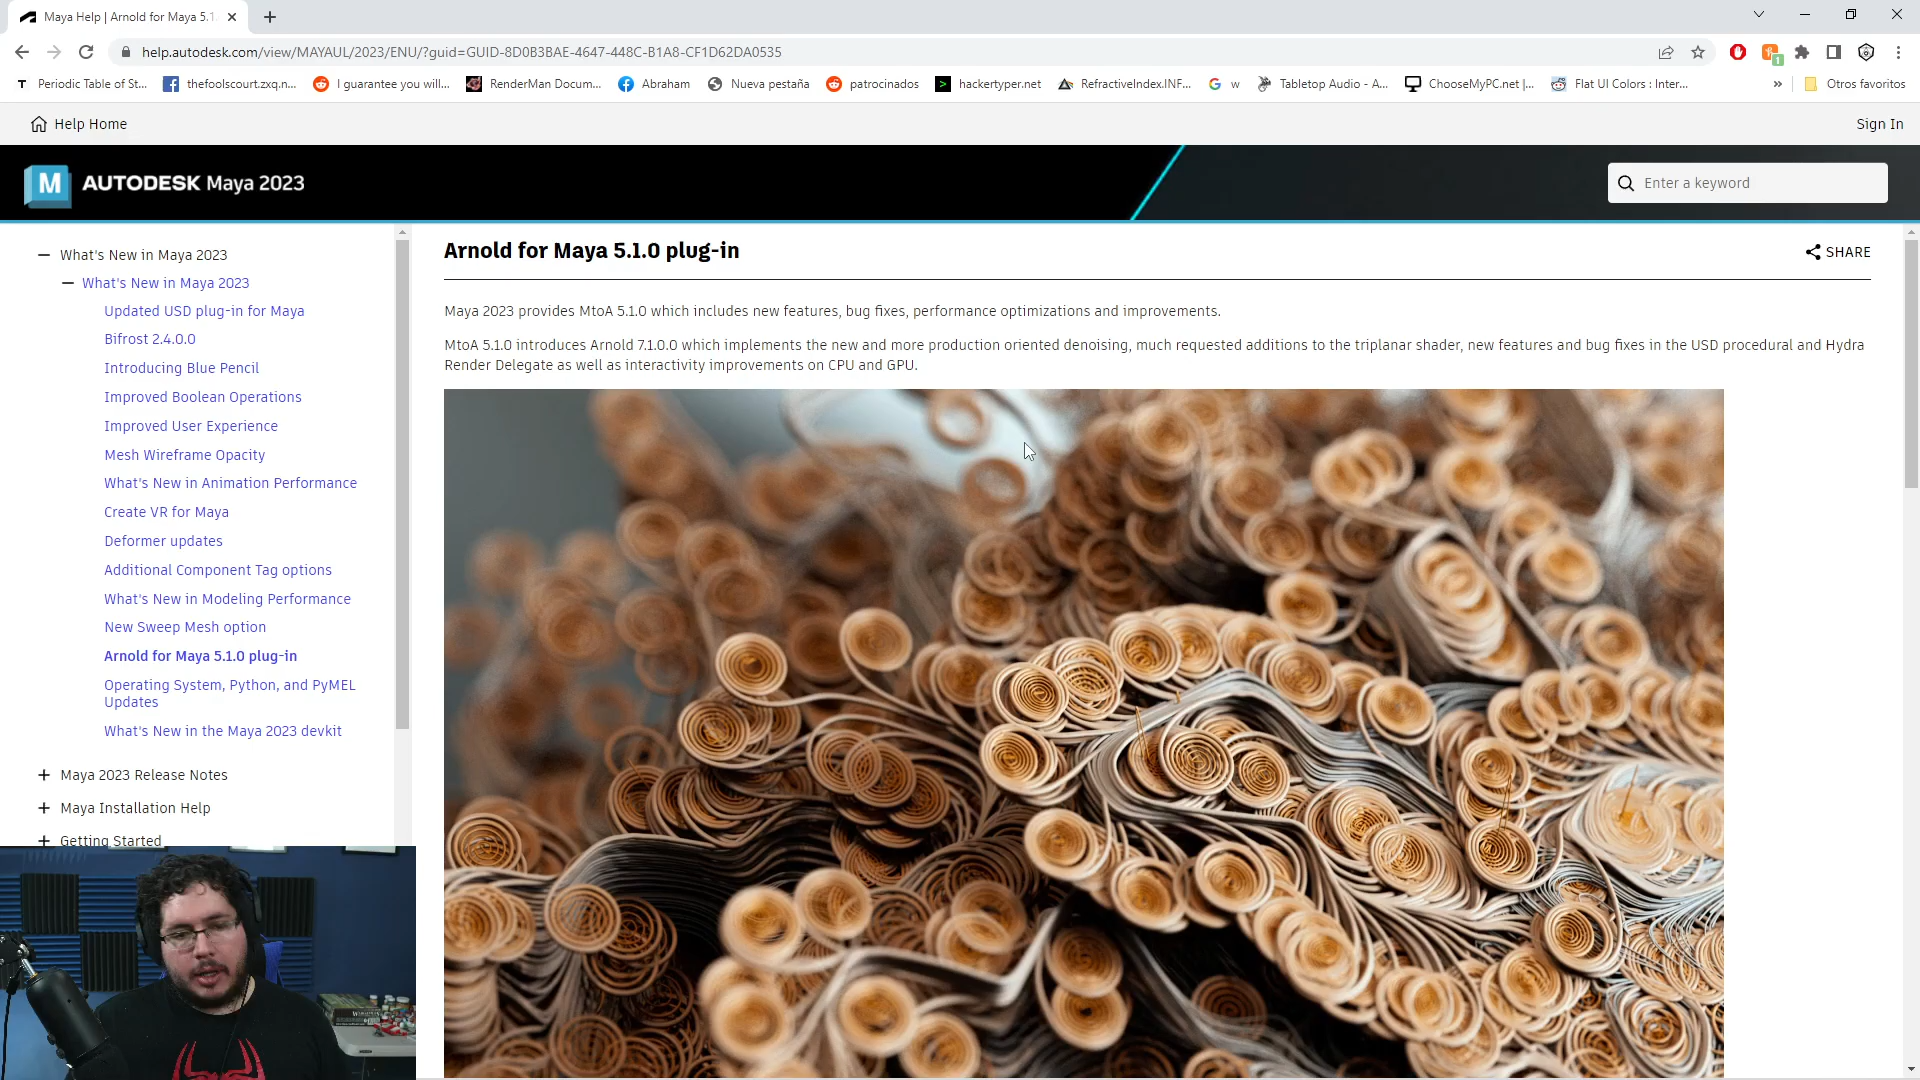 Maya Help | Arnold for Maya 5.1.
help.autodesk.com/view/MAYAUL/2023/ENU/?guid=GUID-8D0B3BAE-4647-448C-B1A8-CF1D62DA0535
1
T Periodic Table of St... thefoolscourt.zxq.n... I guarantee you will... RenderMan Docum... Abraham Nueva pestaña patrocinados hackertyper.net RefractiveIndex.INF... w Tabletop Audio - A... ChooseMyPC.net |... Flat UI Colors : Inter... » Otros favoritos
Help Home
Sign In
M AUTODESK Maya 2023
Enter a keyword
What's New in Maya 2023
What's New in Maya 2023
Updated USD plug-in for Maya
Bifrost 2.4.0.0
Introducing Blue Pencil
Improved Boolean Operations
Improved User Experience
Mesh Wireframe Opacity
What's New in Animation Performance
Create VR for Maya
Deformer updates
Additional Component Tag options
What's New in Modeling Performance
New Sweep Mesh option
Arnold for Maya 5.1.0 plug-in
Operating System, Python, and PyMEL
Updates
What's New in the Maya 2023 devkit
Maya 2023 Release Notes
Maya Installation Help
Getting Started
Arnold for Maya 5.1.0 plug-in
SHARE
Maya 2023 provides MtoA 5.1.0 which includes new features, bug fixes, performance optimizations and improvements.
MtoA 5.1.0 introduces Arnold 7.1.0.0 which implements the new and more production oriented denoising, much requested additions to the triplanar shader, new features and bug fixes in the USD procedural and Hydra
Render Delegate as well as interactivity improvements on CPU and GPU.